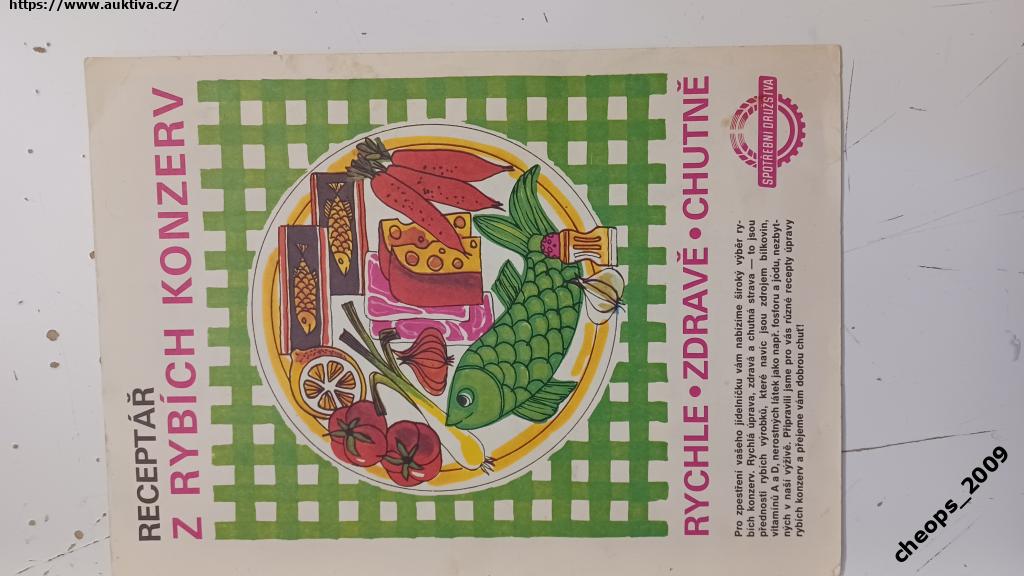 https://www.auktiva.cz/
RECEPTÁŘ
Z RYBÍCH KONZERV
RYCHLE • ZDRAVĚ • CHUTNĚ
Pro zpestření vašeho jídelníčku vám nabízíme široký výběr ry-
bích konzerv. Rychlá úprava, zdravá a chutná strava — to jsou
přednosti rybích výrobků, které navíc jsou zdrojem bílkovin,
vitamínů A a D, nerostných látek jako např. fosforu a jódu, nezbyt-
ných v naší výživě. Připravili jsme pro vás různé recepty úpravy
rybích konzerv a přejeme vám dobrou chuť!
SPOTŘEBNÍ DRUŽSTVA
cheops_2009